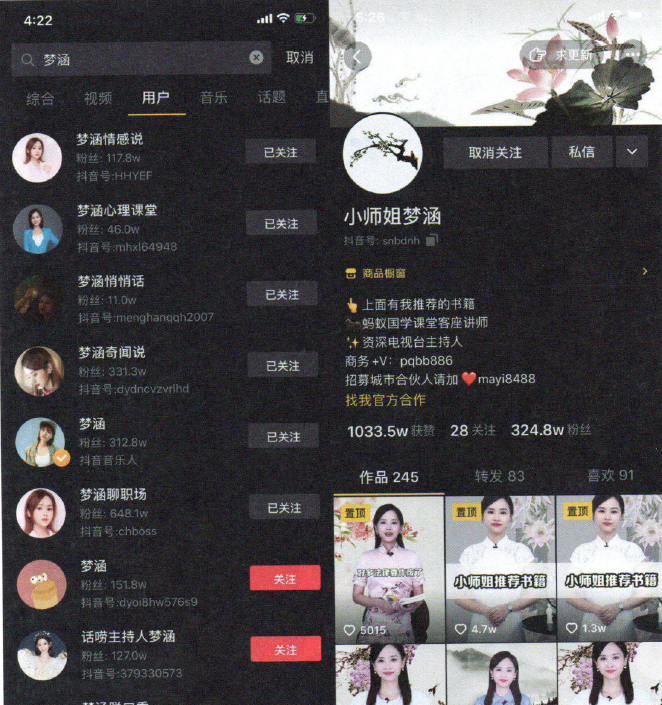 4:22
梦涵
取消
综合 视频 用户 音乐 话题 直
梦涵情感说
粉丝: 117.8w
抖音号:HHYEF
已关注
梦涵心理课堂
粉丝: 46.0w
抖音号:mhxl64948
已关注
梦涵悄悄话
粉丝: 11.0w
抖音号:menghanqqh2007
已关注
梦涵奇闻说
粉丝: 331.3w
抖音号:dydncvzvrlhd
已关注
梦涵
粉丝: 312.8w
抖音音乐人
已关注
梦涵聊职场
粉丝: 648.1w
抖音号:chboss
已关注
梦涵
粉丝: 151.8w
抖音号:dyoi8hw576s9
关注
话唠主持人梦涵
粉丝: 127.0w
抖音号:379330573
关注
求更新
取消关注
私信
小师姐梦涵
抖音号: snbdnh
商品橱窗
上面有我推荐的书籍
蚂蚁国学课堂客座讲师
资深电视台主持人
商务+V: pqbb886
招募城市合伙人请加 mayi8488
找我官方合作
1033.5w获赞 28关注 324.8w粉丝
作品 245 转发 83 喜欢 91
置顶
5015
置顶
小师姐推荐书籍
4.7w
置顶
小师姐推荐书籍
1.3w